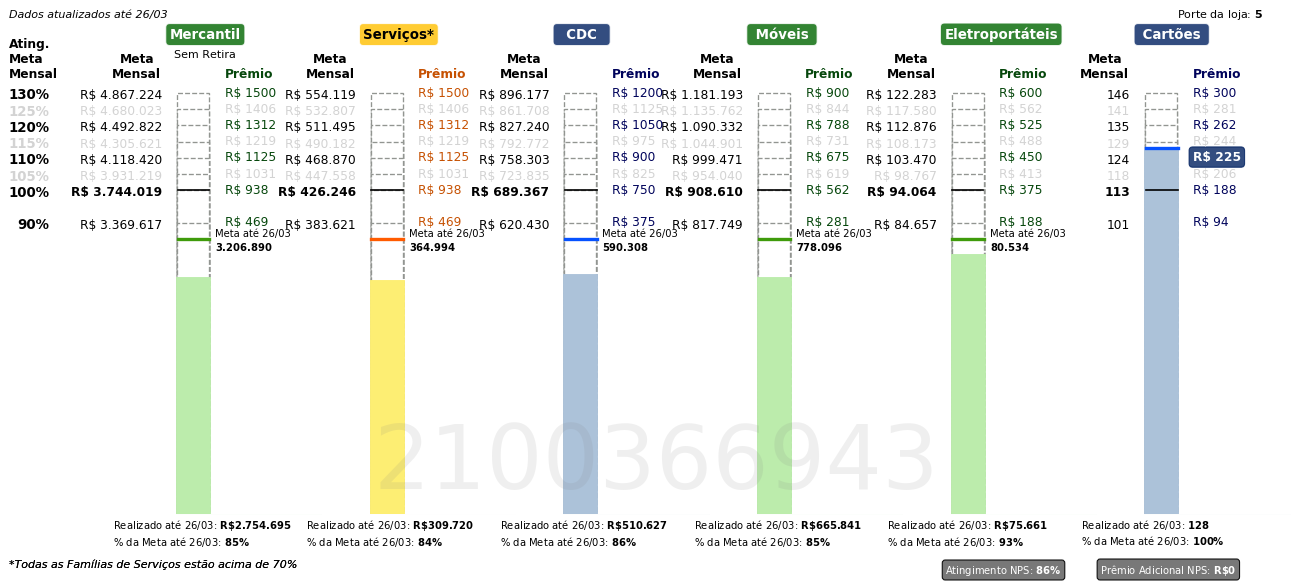 Dados atualizados até 26/03 Porte da loja: 5
Mercantil Serviços* CDC Móveis Eletroportáteis Cartões
Ating. Sem Retira
Meta Meta Meta Meta Meta Meta Meta
Mensal Mensal Prêmio Mensal Prêmio Mensal Prêmio Mensal Prêmio Mensal Prêmio Mensal Prêmio
130% R$ 4.867.224 R$ 1500 R$ 554.119 R$ 1500 R$ 896.177 R$ 1200 R$ 1.181.193 R$ 900 R$ 122.283 R$ 600 146 R$ 300
125% R$ 4.680.023 R$ 1406 R$ 532.807 R$ 1406 R$ 861.708 R$ 1125 R$ 1.135.762 R$ 844 R$ 117.580 R$ 562 141 R$ 281
120% R$ 4.492.822 R$ 1312 R$ 511.495 R$ 1312 R$ 827.240 R$ 1050 R$ 1.090.332 R$ 788 R$ 112.876 R$ 525 135 R$ 262
115% R$ 4.305.621 R$ 1219 R$ 490.182 R$ 1219 R$ 792.772 R$ 975 R$ 1.044.901 R$ 731 R$ 108.173 R$ 488 129 R$ 244
110% R$ 4.118.420 R$ 1125 R$ 468.870 R$ 1125 R$ 758.303 R$ 900 R$ 999.471 R$ 675 R$ 103.470 R$ 450 124 R$ 225
105% R$ 3.931.219 R$ 1031 R$ 447.558 R$ 1031 R$ 723.835 R$ 825 R$ 954.040 R$ 619 R$ 98.767 R$ 413 118 R$ 206
100% R$ 3.744.019 R$ 938 R$ 426.246 R$ 938 R$ 689.367 R$ 750 R$ 908.610 R$ 562 R$ 94.064 R$ 375 113 R$ 188
90% R$ 3.369.617 R$ 469 R$ 383.621 R$ 469 R$ 620.430 R$ 375 R$ 817.749 R$ 281 R$ 84.657 R$ 188 101 R$ 94
Meta até 26/03 Meta até 26/03 Meta até 26/03 Meta até 26/03 Meta até 26/03
3.206.890 364.994 590.308 778.096 80.534
2100366943
Realizado até 26/03: R$2.754.695 Realizado até 26/03: R$309.720 Realizado até 26/03: R$510.627 Realizado até 26/03: R$665.841 Realizado até 26/03: R$75.661 Realizado até 26/03: 128
% da Meta até 26/03: 85% % da Meta até 26/03: 84% % da Meta até 26/03: 86% % da Meta até 26/03: 85% % da Meta até 26/03: 93% % da Meta até 26/03: 100%
*Todas as Famílias de Serviços estão acima de 70% Atingimento NPS: 86% Prêmio Adicional NPS: R$0